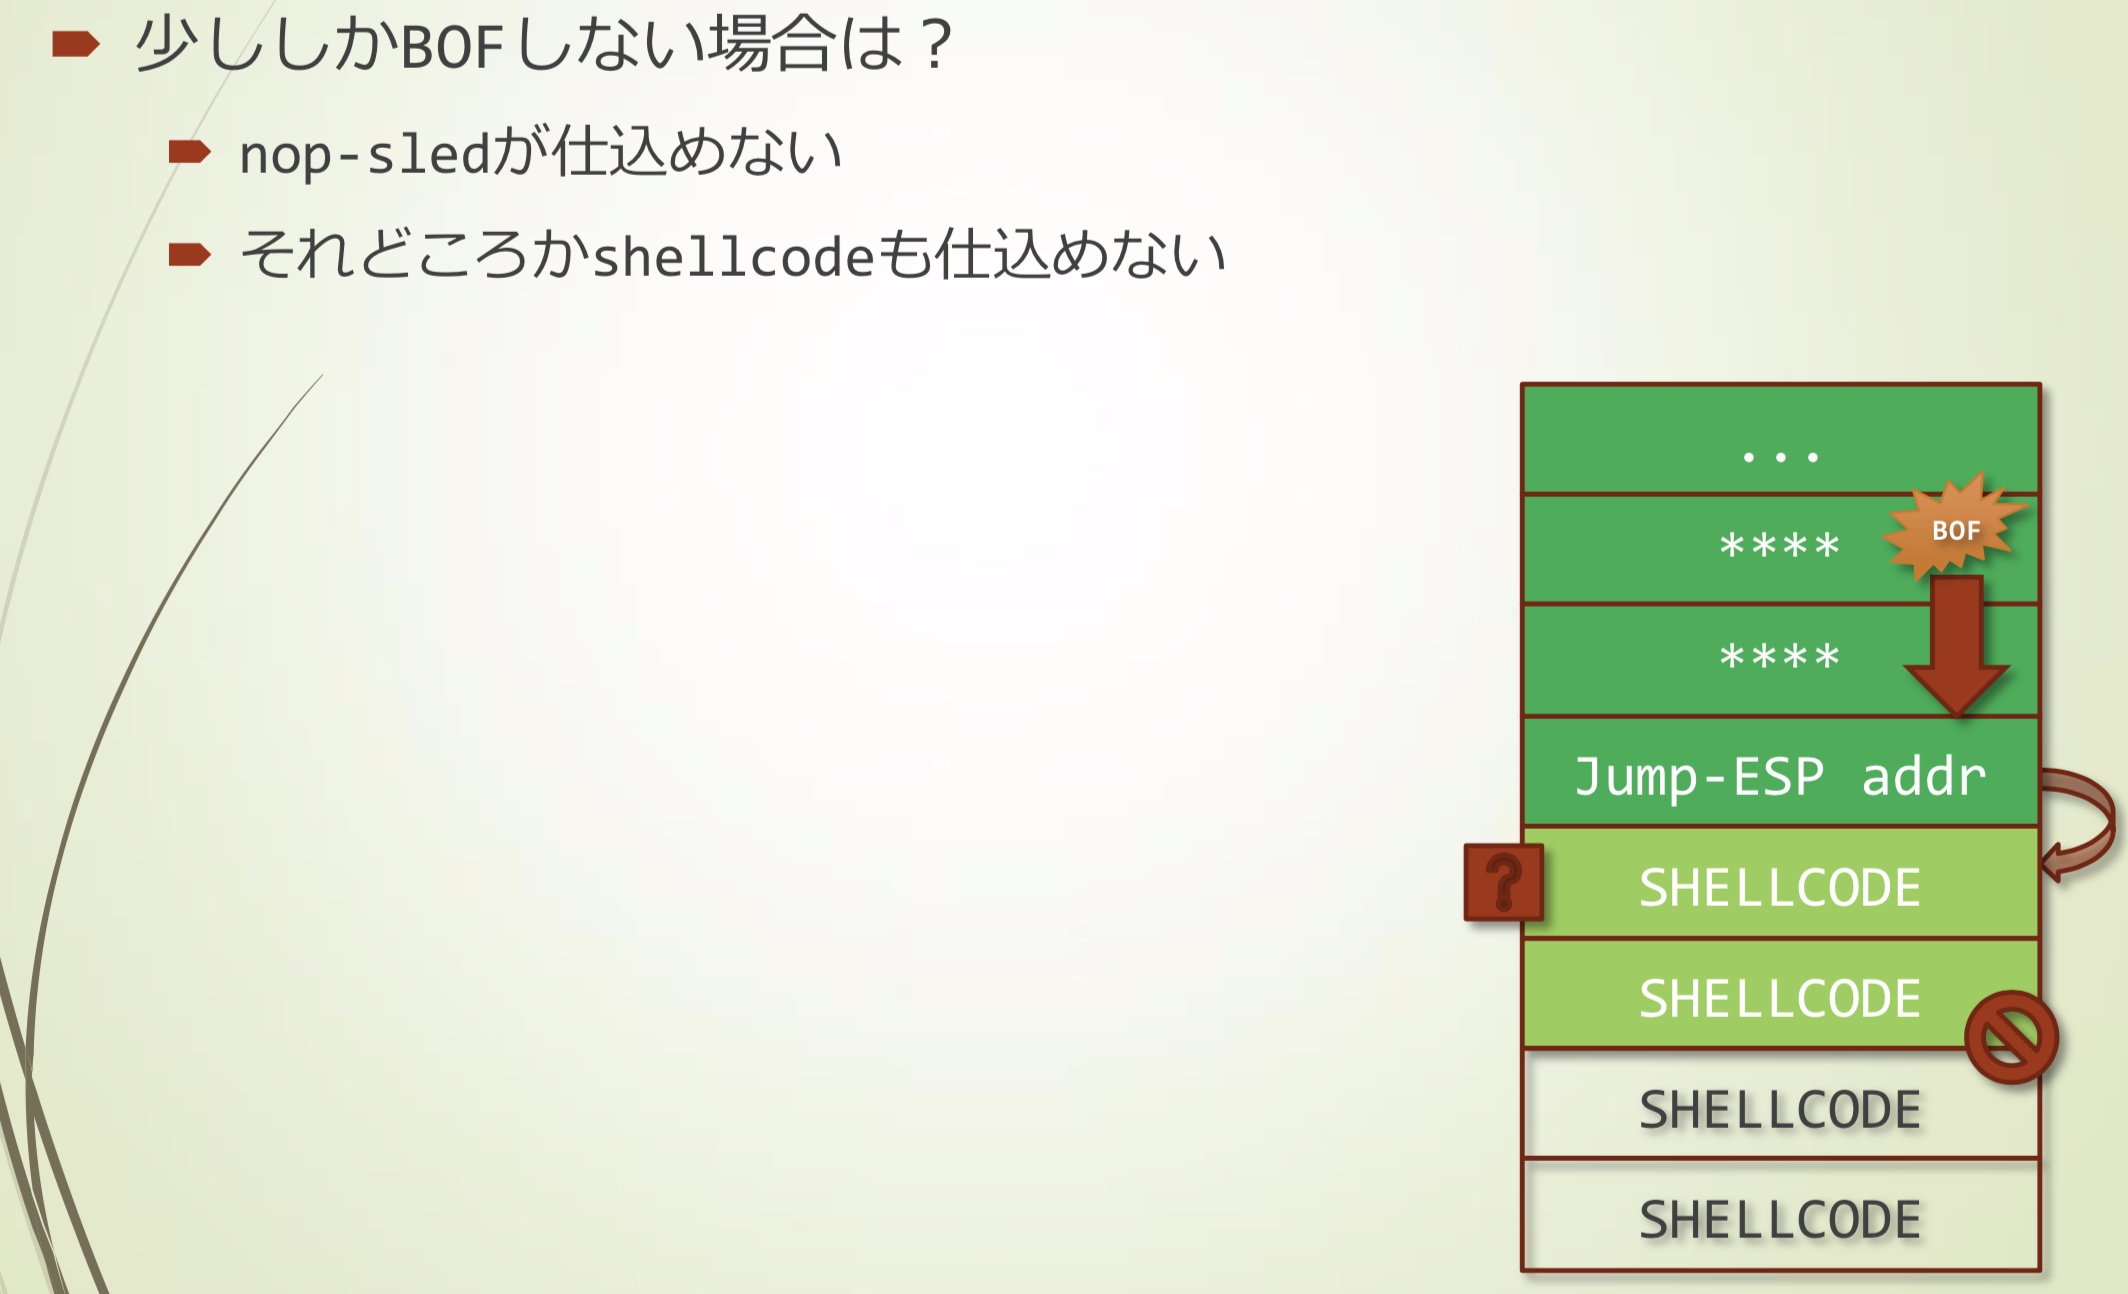 少ししかBOFしない場合は？
nop-sledが仕込めない
それどころかshellcodeも仕込めない
...
****
BOF
****
Jump-ESP addr
?
SHELLCODE
SHELLCODE
SHELLCODE
SHELLCODE